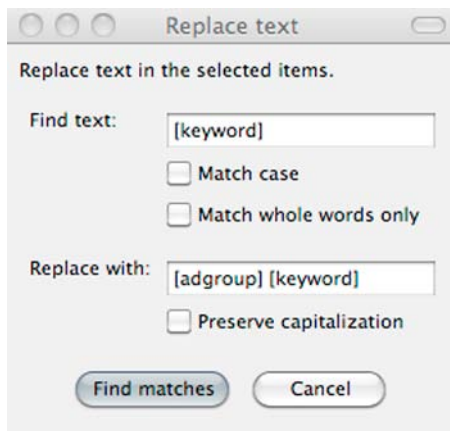 Replace text
Replace text in the selected items.
Find text: [keyword]
Match case
Match whole words only
Replace with: [adgroup] [keyword]
Preserve capitalization
Find matches Cancel